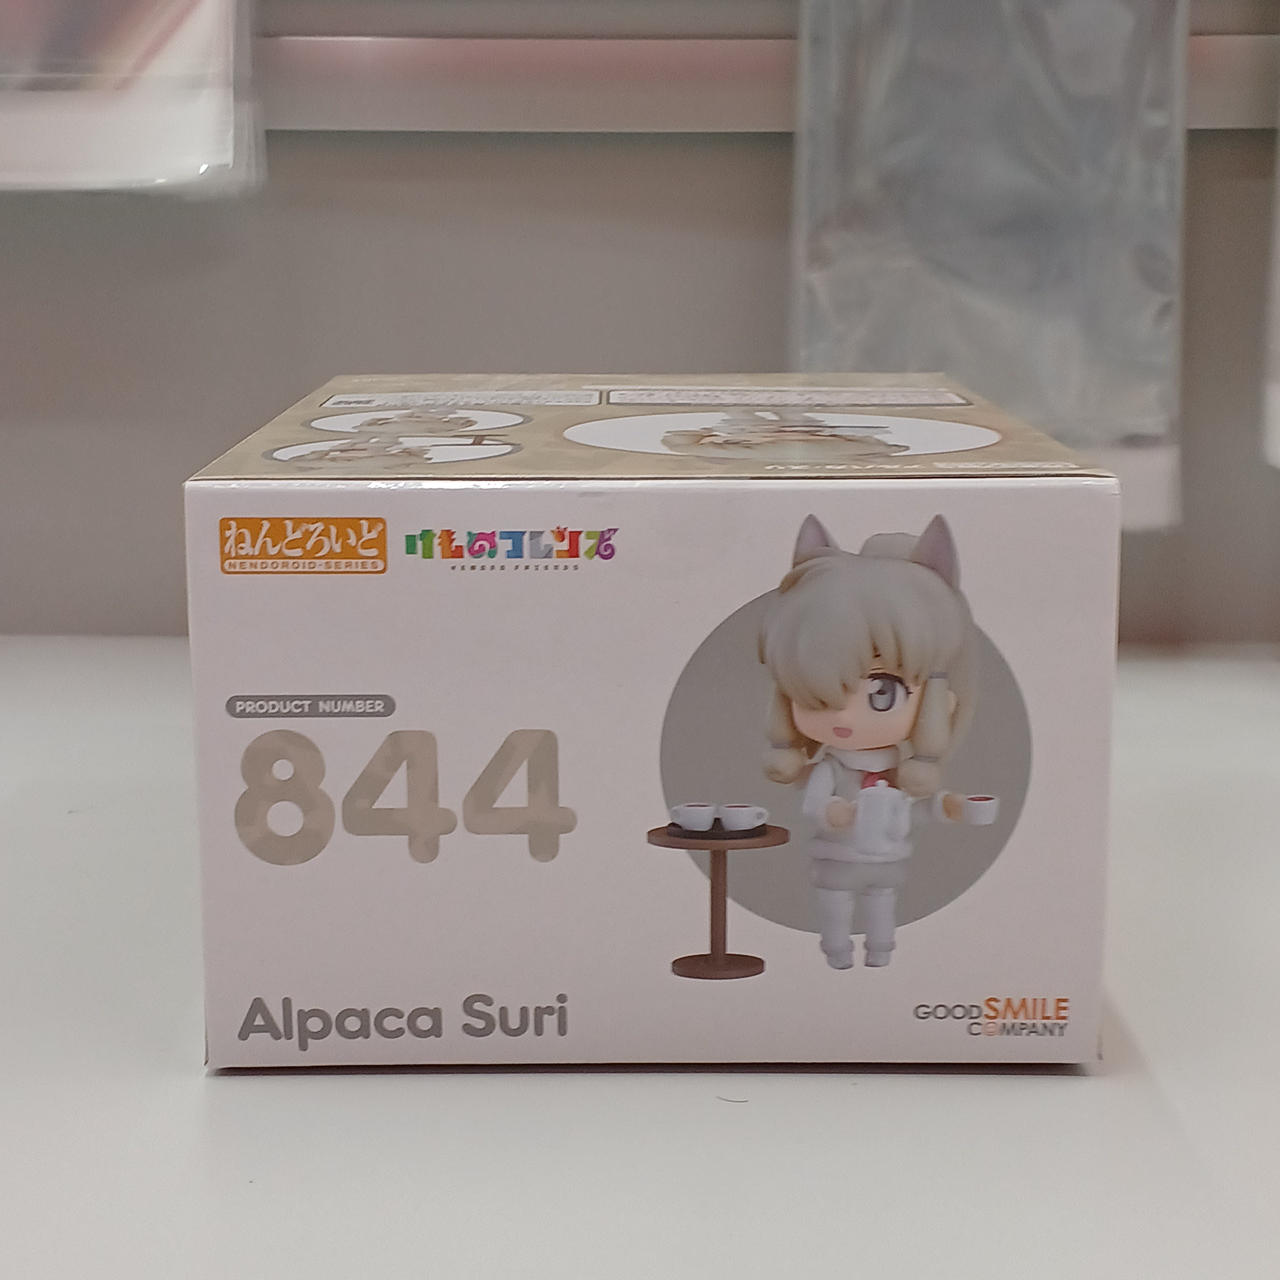 ねんどろいど
NENDOROID-SERIES
けものフレンズ
KEMONO FRIENDS
PRODUCT NUMBER
844
Alpaca Suri
GOOD SMILE
COMPANY